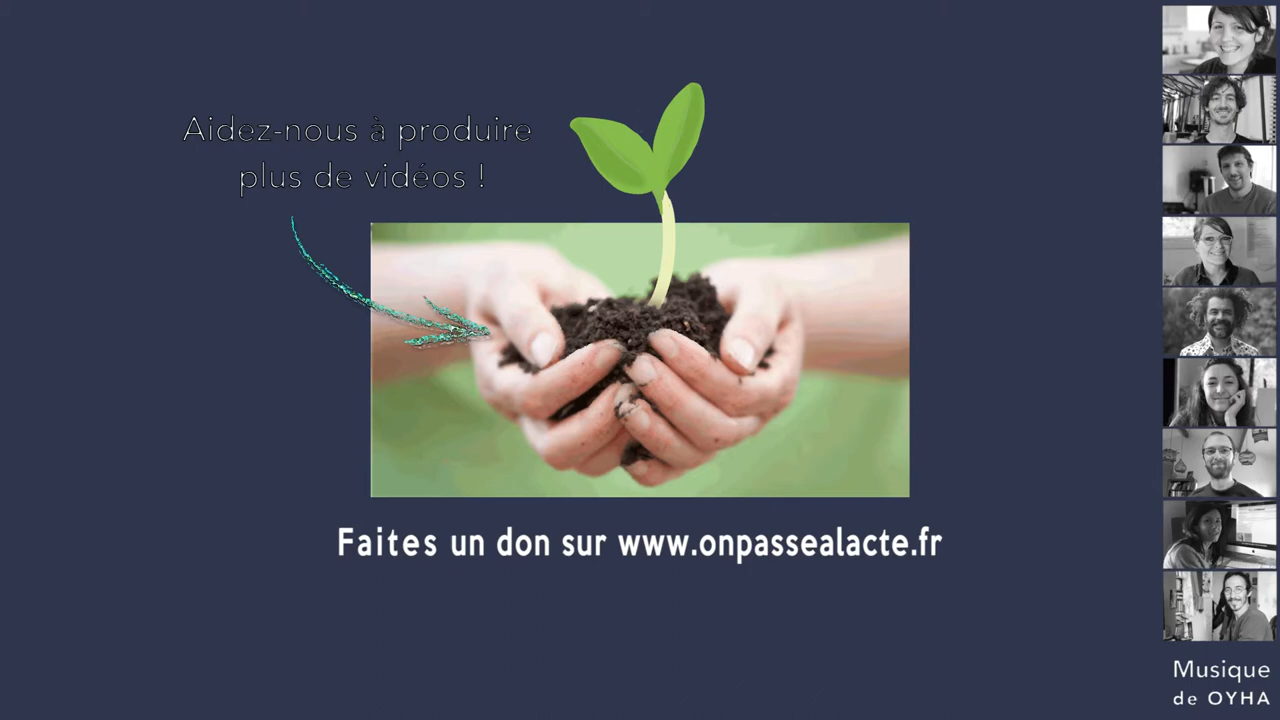 Aidez-nous à produire
plus de vidéos !
Faites un don sur www.onpassealacte.fr
Musique
de OYHA